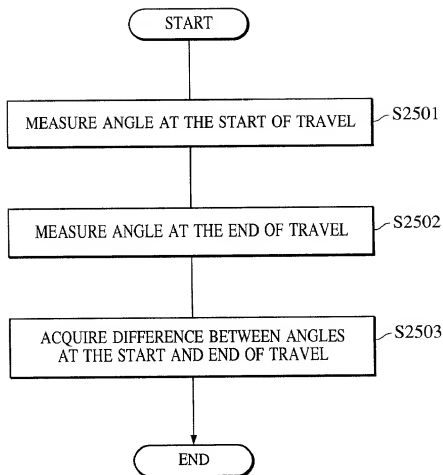 START
MEASURE ANGLE AT THE START OF TRAVEL
S2501
MEASURE ANGLE AT THE END OF TRAVEL
S2502
ACQUIRE DIFFERENCE BETWEEN ANGLES
AT THE START AND END OF TRAVEL
S2503
END